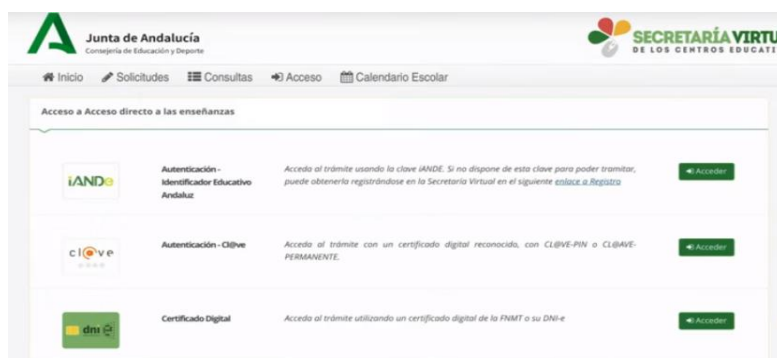 Junta de Andalucía
Consejería de Educación y Deporte
SECRETARÍA VIRTU
DE LOS CENTROS EDUCATI
Inicio Solicitudes Consultas Acceso Calendario Escolar
Acceso a Acceso directo a las enseñanzas
iANDe
Autenticación -
Identificador Educativo
Andaluz
Acceda al trámite usando la clave iANDE. Si no dispone de esta clave para poder tramitar,
puede obtenerla registrándose en la Secretaría Virtual en el siguiente enlace a Registro
Acceder
cl@ve
Autenticación - Cl@ve
Acceda al trámite con un certificado digital reconocido, con CL@VE-PIN o CL@AVE-
PERMANENTE.
Acceder
dni e
Certificado Digital
Acceda al trámite utilizando un certificado digital de la FNMT o su DNI-e
Acceder